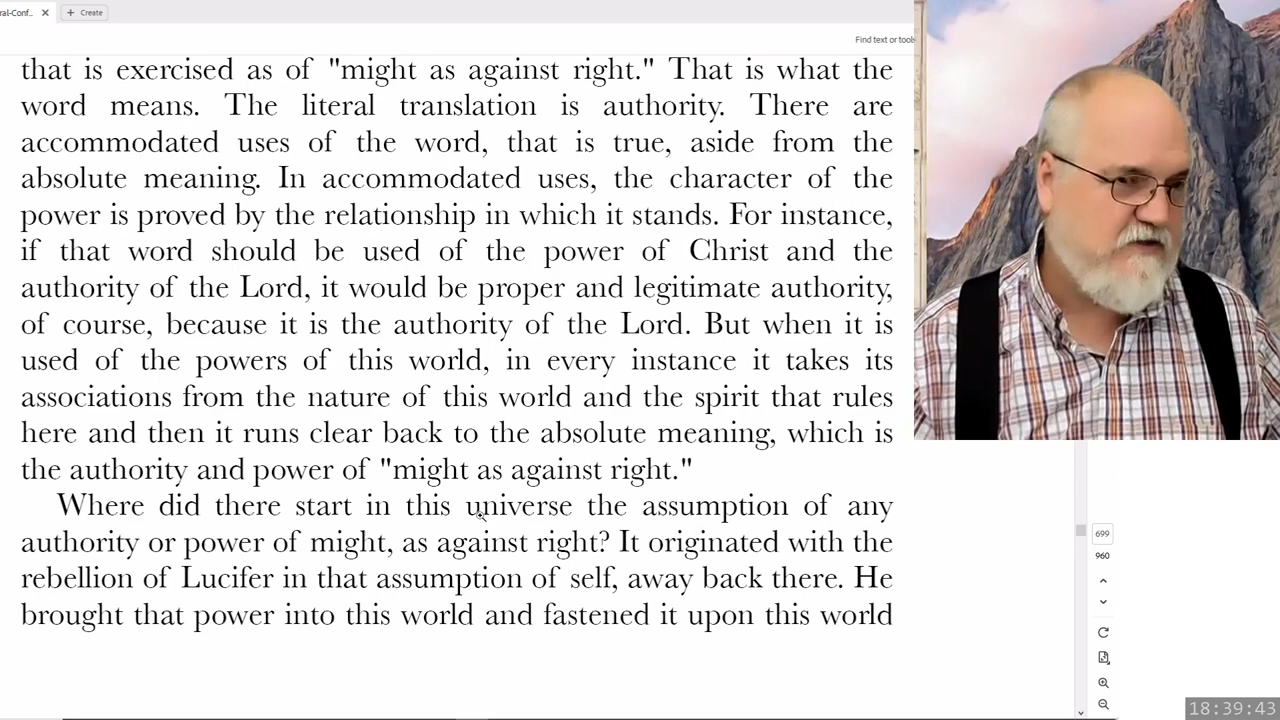 ral-Conf..
Create
Find text or tools
that is exercised as of "might as against right." That is what the
word means. The literal translation is authority. There are
accommodated uses of the word, that is true, aside from the
absolute meaning. In accommodated uses, the character of the
power is proved by the relationship in which it stands. For instance,
if that word should be used of the power of Christ and the
authority of the Lord, it would be proper and legitimate authority,
of course, because it is the authority of the Lord. But when it is
used of the powers of this world, in every instance it takes its
associations from the nature of this world and the spirit that rules
here and then it runs clear back to the absolute meaning, which is
the authority and power of "might as against right."
Where did there start in this universe the assumption of any
authority or power of might, as against right? It originated with the
rebellion of Lucifer in that assumption of self, away back there. He
brought that power into this world and fastened it upon this world
699
960
18:39:43